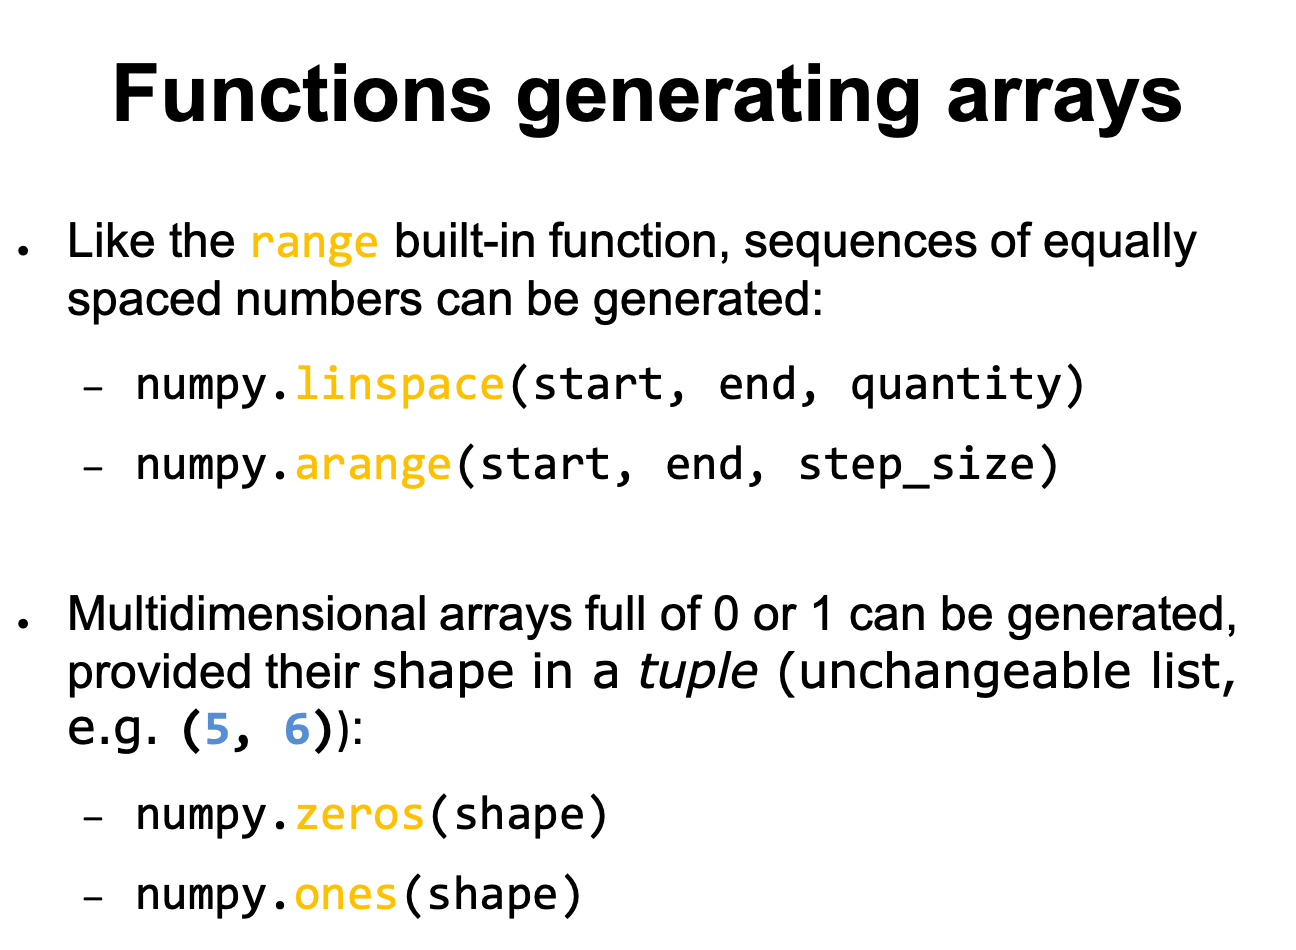 Functions generating arrays
• Like the range built-in function, sequences of equally
spaced numbers can be generated:
– numpy.linspace(start, end, quantity)
– numpy.arange(start, end, step_size)
• Multidimensional arrays full of 0 or 1 can be generated,
provided their shape in a tuple (unchangeable list,
e.g. (5, 6)):
– numpy.zeros(shape)
– numpy.ones(shape)